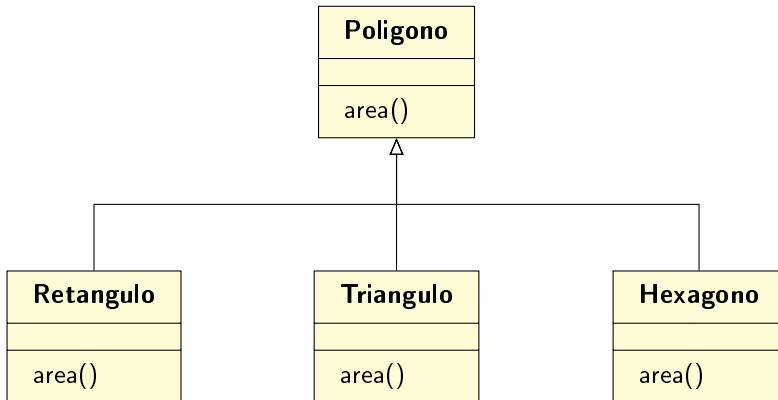 Poligono
area()
Retangulo
area()
Triangulo
area()
Hexagono
area()